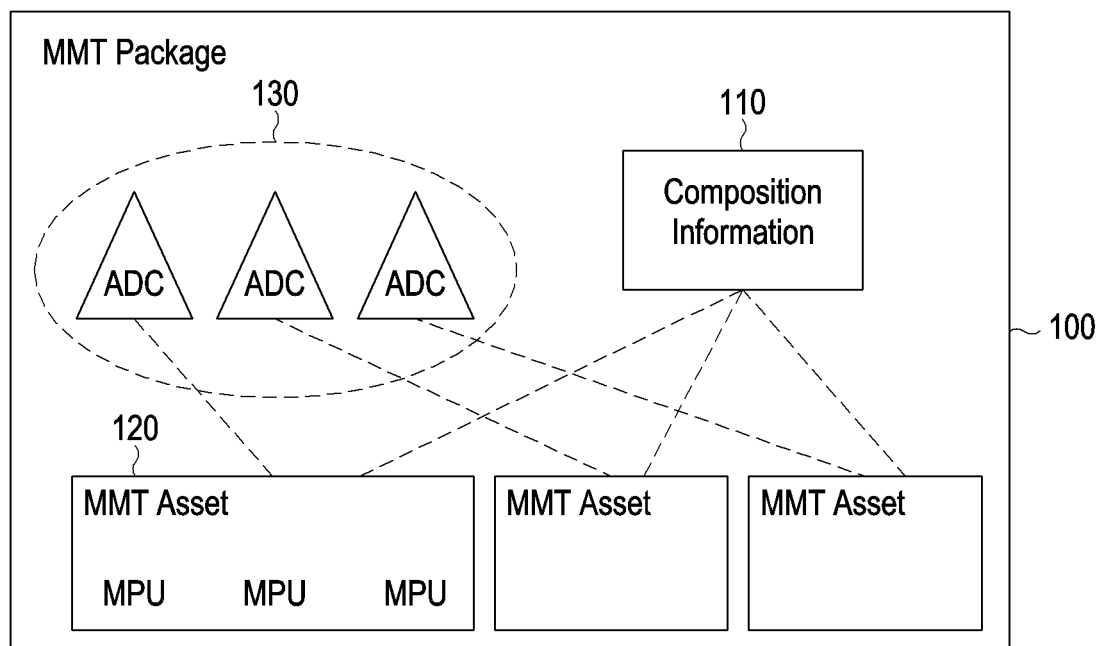 MMT Package
130
110
ADC
ADC
ADC
Composition
Information
100
120
MMT Asset
MMT Asset
MMT Asset
MPU
MPU
MPU